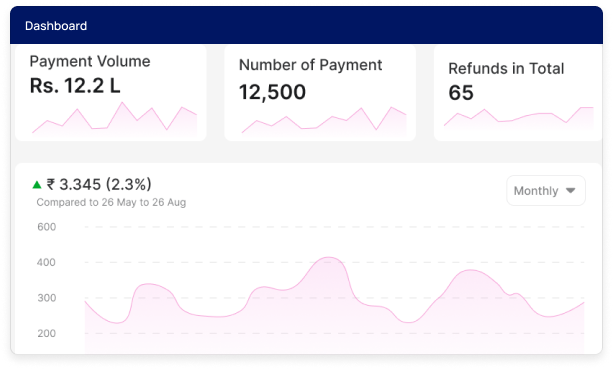 Dashboard
Payment Volume
Rs. 12.2 L
Number of Payment
12,500
Refunds in Total
65
₹ 3.345 (2.3%)
Compared to 26 May to 26 Aug
Monthly
600
400
300
200